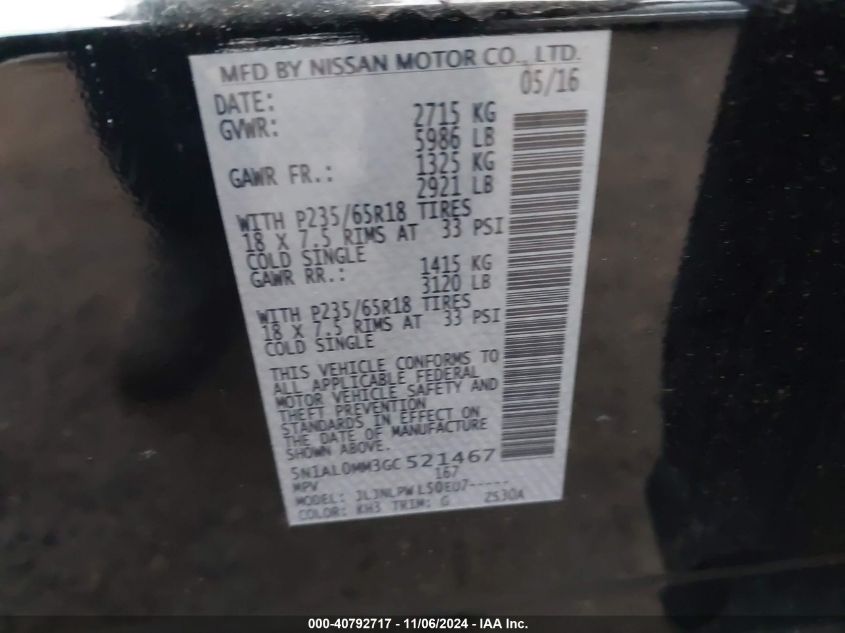 MFD BY NISSAN MOTOR CO., LTD.
DATE: 05/16
GVWR: 2715 KG
5986 LB
GAWR FR.: 1325 KG
2921 LB
WITH P235/65R18 TIRES
18 X 7.5 RIMS AT 33 PSI
COLD SINGLE
GAWR RR.: 1415 KG
3120 LB
WITH P235/65R18 TIRES
18 X 7.5 RIMS AT 33 PSI
COLD SINGLE
THIS VEHICLE CONFORMS TO
ALL APPLICABLE FEDERAL
MOTOR VEHICLE SAFETY AND
THEFT PREVENTION
STANDARDS IN EFFECT ON
THE DATE OF MANUFACTURE
SHOWN ABOVE.
5N1AL0MM3GC521467
MPV 167
MODEL: JLJNLPWL50EU7-----
COLOR: KH3 TRIM: G ZS30A
000-40792717 - 11/06/2024 - IAA Inc.